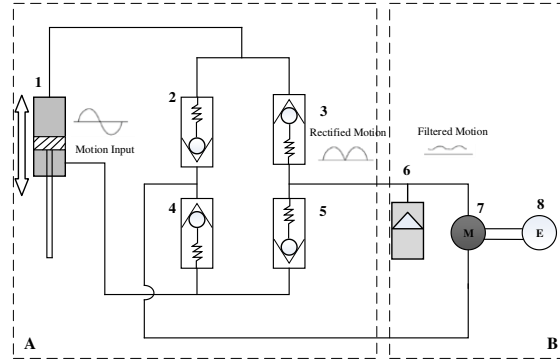 1
2
3
Motion Input
Rectified Motion
Filtered Motion
4
5
6
7
8
M
E
A
B